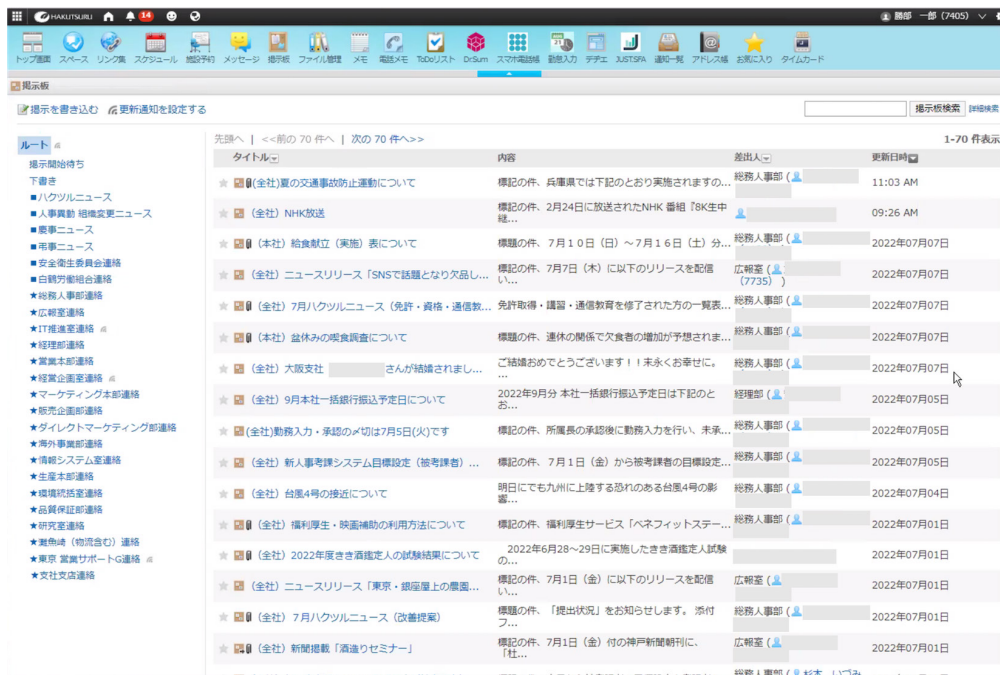 HAKUTSURU 14 勝部 一郎 (7405)
トップ画面 スペース リンク集 スケジュール 施設予約 メッセージ 掲示板 ファイル管理 メモ 電話メモ ToDoリスト Dr.Sum スマホ電話帳 勤怠入力 デヂエ JUST.SFA 通知一覧 アドレス帳 お気に入り タイムカード
掲示板
掲示を書き込む 更新通知を設定する 掲示板検索 詳細検索
先頭へ | <<前の 70 件へ | 次の 70 件へ>> 1-70 件表示
ルート
掲示開始待ち
下書き
■ハクツルニュース
■人事異動 組織変更ニュース
■慶事ニュース
■弔事ニュース
■安全衛生委員会連絡
■白鶴労働組合連絡
★総務人事部連絡
★広報室連絡
★IT推進室連絡
★経理部連絡
★営業本部連絡
★経営企画室連絡
★マーケティング本部連絡
★販売企画部連絡
★ダイレクトマーケティング部連絡
★海外事業部連絡
★情報システム室連絡
★生産本部連絡
★環境統括室連絡
★品質保証部連絡
★研究室連絡
★灘魚崎（物流含む）連絡
★東京 営業サポートG連絡
★支社支店連絡
タイトル 内容 差出人 更新日時
(全社)夏の交通事故防止運動について 標記の件、兵庫県では下記のとおり実施されますの... 総務人事部 ( 11:03 AM
（全社）NHK放送 標記の件、2月24日に放送されたNHK 番組『8K生中継... 09:26 AM
（本社）給食献立（実施）表について 標題の件、７月１０日（日）～７月１６日（土）分... 総務人事部 ( 2022年07月07日
（全社）ニュースリリース「SNSで話題となり欠品し... 標記の件、7月7日（木）に以下のリリースを配信い... 広報室 ( (7735) ) 2022年07月07日
（全社）7月ハクツルニュース（免許・資格・通信教... 免許取得・講習・通信教育を修了された方の一覧表... 総務人事部 ( 2022年07月07日
（本社）盆休みの喫食調査について 標題の件、連休の関係で欠食者の増加が予想されま... 総務人事部 ( 2022年07月07日
（全社）大阪支社 さんが結婚されまし... ご結婚おめでとうございます！！末永くお幸せに。... 総務人事部 ( 2022年07月07日
（全社）9月本社一括銀行振込予定日について 2022年9月分 本社一括銀行振込予定日は下記のとお... 経理部 ( 2022年07月05日
(全社)勤務入力・承認の〆切は7月5日(火)です 標記の件、所属長の承認後に勤務入力を行い、未承... 総務人事部 ( 2022年07月05日
（全社）新人事考課システム目標設定（被考課者）... 標記の件、７月１日（金）から被考課者の目標設定... 総務人事部 ( 2022年07月05日
（全社）台風4号の接近について 明日にでも九州に上陸する恐れのある台風4号の影響... 総務人事部 ( 2022年07月04日
（全社）福利厚生・映画補助の利用方法について 標記の件、福利厚生サービス「ベネフィットステー... 総務人事部 ( 2022年07月01日
（全社）2022年度きき酒鑑定人の試験結果について 2022年6月28～29日に実施したきき酒鑑定人試験の... 2022年07月01日
（全社）ニュースリリース「東京・銀座屋上の農園... 標記の件、7月1日（金）に以下のリリースを配信い... 広報室 ( 2022年07月01日
（全社）７月ハクツルニュース（改善提案） 標題の件、「提出状況」をお知らせします。 添付フ... 総務人事部 ( 2022年07月01日
（全社）新聞掲載「酒造りセミナー」 標記の件、7月1日（金）付の神戸新聞朝刊に、「杜... 広報室 ( 2022年07月01日